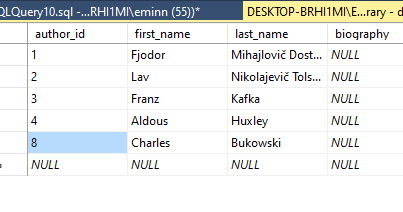 QLQuery10.sql -...RHI1MI\eminn (55))* DESKTOP-BRHI1MI\E...rary - d
author_id first_name last_name biography
1 Fjodor Mihajlovič Dost... NULL
2 Lav Nikolajevič Tols... NULL
3 Franz Kafka NULL
4 Aldous Huxley NULL
8 Charles Bukowski NULL
NULL NULL NULL NULL